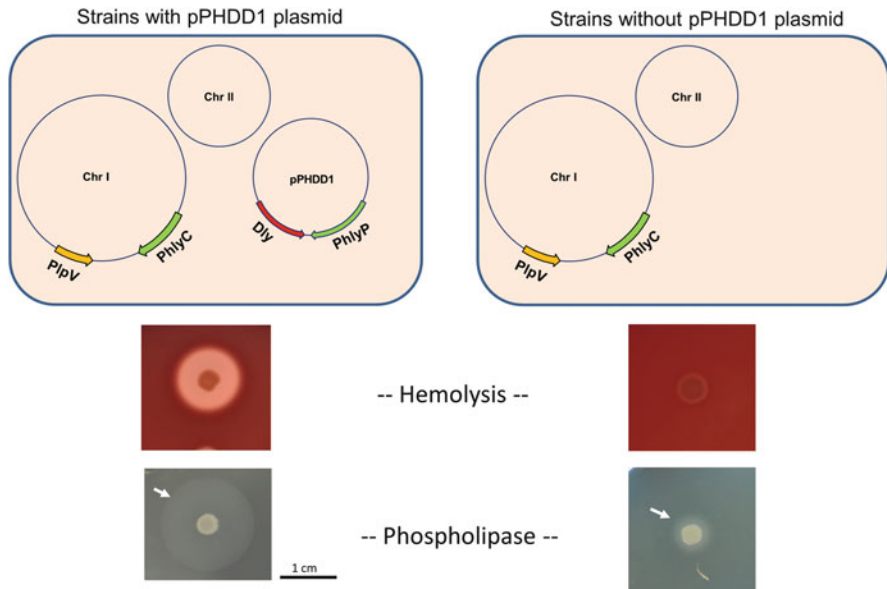 Strains with pPHDD1 plasmid
Strains without pPHDD1 plasmid
Chr II
Chr I
pPHDD1
Dly
PhlyP
PlpV
PhlyC
Chr II
Chr I
PlpV
PhlyC
-- Hemolysis --
-- Phospholipase --
1 cm